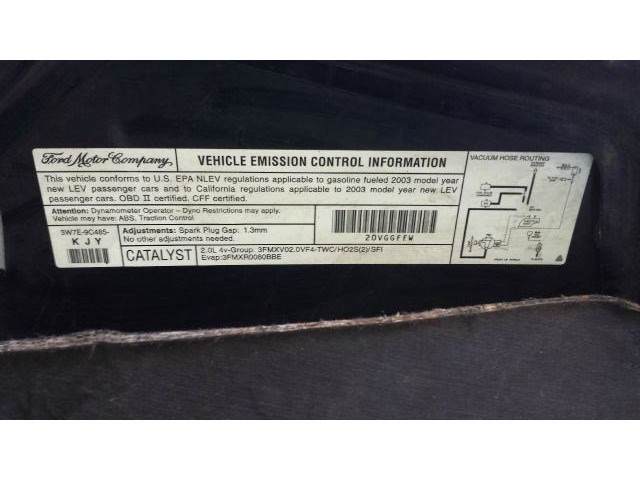 Ford Motor Company
VEHICLE EMISSION CONTROL INFORMATION
This vehicle conforms to U.S. EPA NLEV regulations applicable to gasoline fueled 2003 model year
new LEV passenger cars and to California regulations applicable to 2003 model year new LEV
passenger cars. OBD II certified. CFF certified.
Attention: Dynamometer Operator – Dyno Restrictions may apply.
Vehicle may have: ABS, Traction Control
3W7E-9C485-
K J Y
Adjustments: Spark Plug Gap: 1.3mm
No other adjustments needed.
CATALYST
2.0L 4v-Group: 3FMXV02.0VF4-TWC/HO2S(2)/SFI
Evap:3FMXR0080BBE
2DVGGFFW
VACUUM HOSE ROUTING